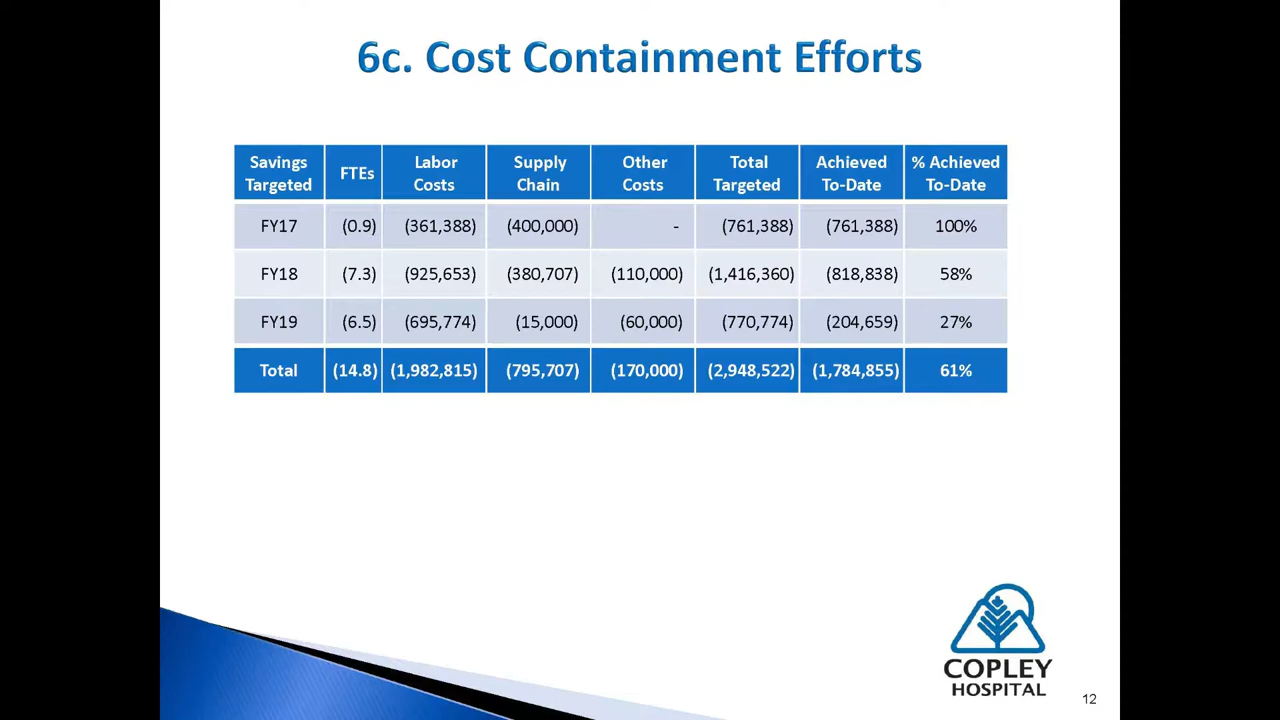 6c. Cost Containment Efforts
Savings Targeted FTEs Labor Costs Supply Chain Other Costs Total Targeted Achieved To-Date % Achieved To-Date
FY17 (0.9) (361,388) (400,000) - (761,388) (761,388) 100%
FY18 (7.3) (925,653) (380,707) (110,000) (1,416,360) (818,838) 58%
FY19 (6.5) (695,774) (15,000) (60,000) (770,774) (204,659) 27%
Total (14.8) (1,982,815) (795,707) (170,000) (2,948,522) (1,784,855) 61%
COPLEY
HOSPITAL
12